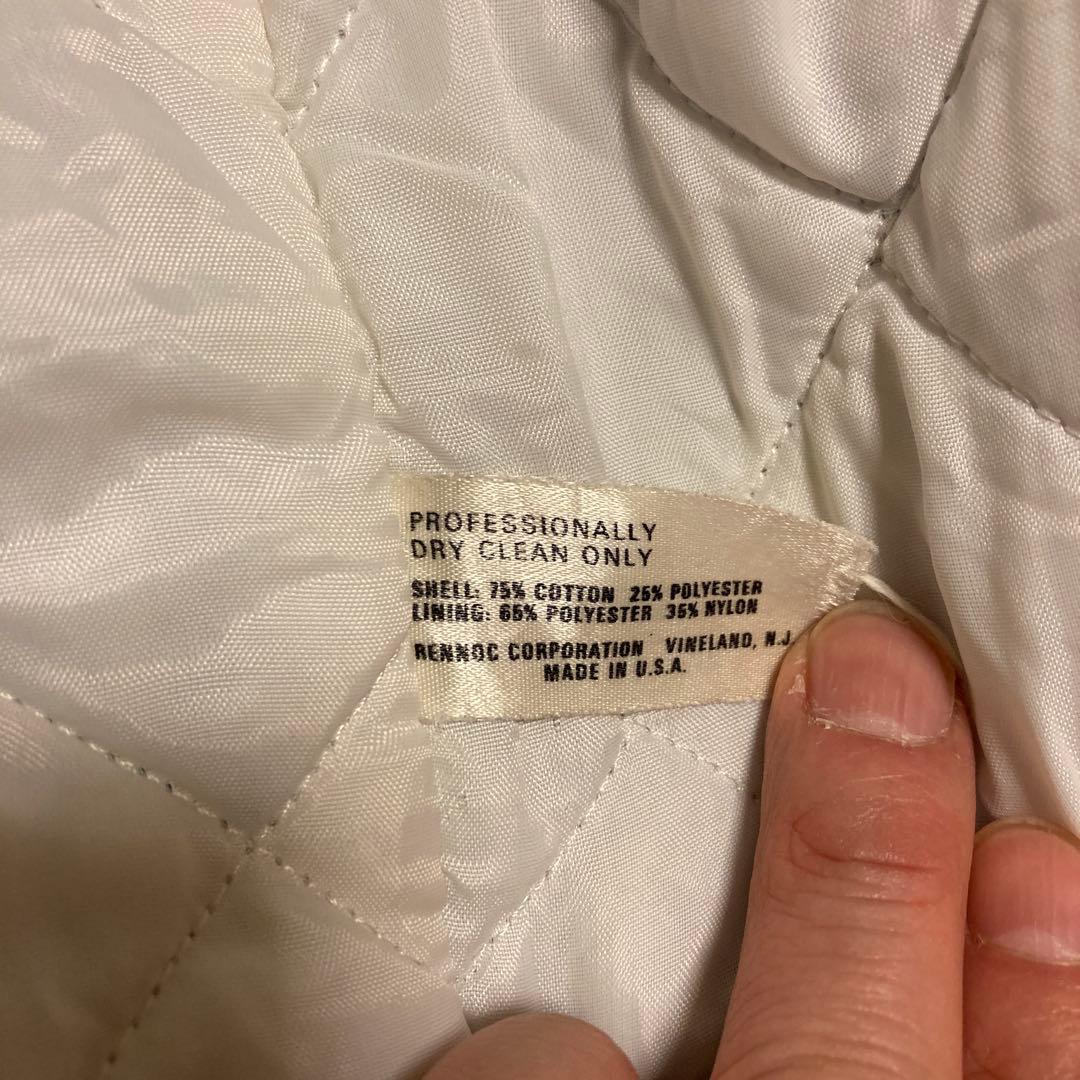 PROFESSIONALLY
DRY CLEAN ONLY
SHELL: 75% COTTON 25% POLYESTER
LINING: 65% POLYESTER 35% NYLON
RENNOC CORPORATION VINELAND, N.J.
MADE IN U.S.A.